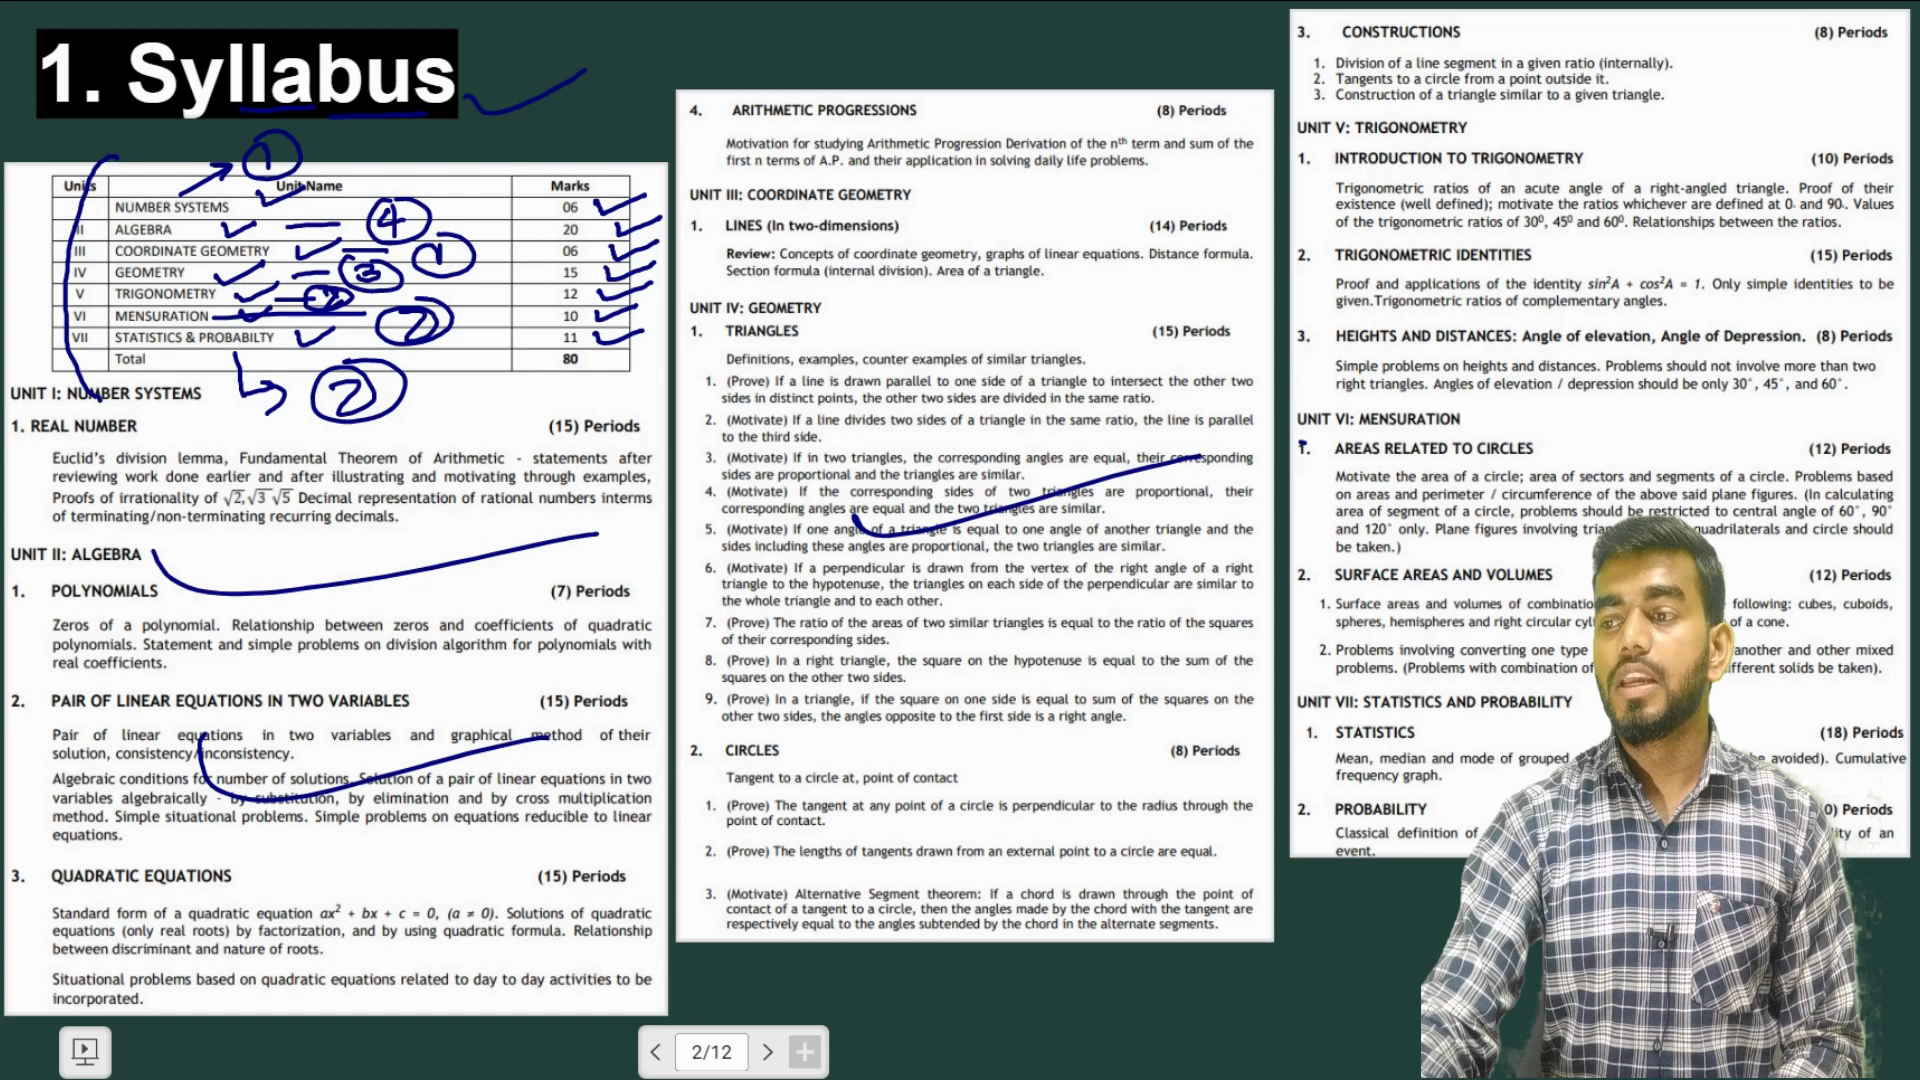 1. Syllabus
Units Unit Name Marks
NUMBER SYSTEMS 06
II ALGEBRA 20
III COORDINATE GEOMETRY 06
IV GEOMETRY 15
V TRIGONOMETRY 12
VI MENSURATION 10
VII STATISTICS & PROBABILTY 11
Total 80
1
4
1
3
2
2
2
UNIT I: NUMBER SYSTEMS
1. REAL NUMBER (15) Periods
Euclid's division lemma, Fundamental Theorem of Arithmetic - statements after
reviewing work done earlier and after illustrating and motivating through examples,
Proofs of irrationality of √2,√3 √5 Decimal representation of rational numbers interms
of terminating/non-terminating recurring decimals.
UNIT II: ALGEBRA
1. POLYNOMIALS (7) Periods
Zeros of a polynomial. Relationship between zeros and coefficients of quadratic
polynomials. Statement and simple problems on division algorithm for polynomials with
real coefficients.
2. PAIR OF LINEAR EQUATIONS IN TWO VARIABLES (15) Periods
Pair of linear equations in two variables and graphical method of their
solution, consistency/inconsistency.
Algebraic conditions for number of solutions. Solution of a pair of linear equations in two
variables algebraically - by substitution, by elimination and by cross multiplication
method. Simple situational problems. Simple problems on equations reducible to linear
equations.
3. QUADRATIC EQUATIONS (15) Periods
Standard form of a quadratic equation ax² + bx + c = 0, (a ≠ 0). Solutions of quadratic
equations (only real roots) by factorization, and by using quadratic formula. Relationship
between discriminant and nature of roots.
Situational problems based on quadratic equations related to day to day activities to be
incorporated.
4. ARITHMETIC PROGRESSIONS (8) Periods
Motivation for studying Arithmetic Progression Derivation of the nth term and sum of the
first n terms of A.P. and their application in solving daily life problems.
UNIT III: COORDINATE GEOMETRY
1. LINES (In two-dimensions) (14) Periods
Review: Concepts of coordinate geometry, graphs of linear equations. Distance formula.
Section formula (internal division). Area of a triangle.
UNIT IV: GEOMETRY
1. TRIANGLES (15) Periods
Definitions, examples, counter examples of similar triangles.
1. (Prove) If a line is drawn parallel to one side of a triangle to intersect the other two
sides in distinct points, the other two sides are divided in the same ratio.
2. (Motivate) If a line divides two sides of a triangle in the same ratio, the line is parallel
to the third side.
3. (Motivate) If in two triangles, the corresponding angles are equal, their corresponding
sides are proportional and the triangles are similar.
4. (Motivate) If the corresponding sides of two triangles are proportional, their
corresponding angles are equal and the two triangles are similar.
5. (Motivate) If one angle of a triangle is equal to one angle of another triangle and the
sides including these angles are proportional, the two triangles are similar.
6. (Motivate) If a perpendicular is drawn from the vertex of the right angle of a right
triangle to the hypotenuse, the triangles on each side of the perpendicular are similar to
the whole triangle and to each other.
7. (Prove) The ratio of the areas of two similar triangles is equal to the ratio of the squares
of their corresponding sides.
8. (Prove) In a right triangle, the square on the hypotenuse is equal to the sum of the
squares on the other two sides.
9. (Prove) In a triangle, if the square on one side is equal to sum of the squares on the
other two sides, the angles opposite to the first side is a right angle.
2. CIRCLES (8) Periods
Tangent to a circle at, point of contact
1. (Prove) The tangent at any point of a circle is perpendicular to the radius through the
point of contact.
2. (Prove) The lengths of tangents drawn from an external point to a circle are equal.
3. (Motivate) Alternative Segment theorem: If a chord is drawn through the point of
contact of a tangent to a circle, then the angles made by the chord with the tangent are
respectively equal to the angles subtended by the chord in the alternate segments.
3. CONSTRUCTIONS (8) Periods
1. Division of a line segment in a given ratio (internally).
2. Tangents to a circle from a point outside it.
3. Construction of a triangle similar to a given triangle.
UNIT V: TRIGONOMETRY
1. INTRODUCTION TO TRIGONOMETRY (10) Periods
Trigonometric ratios of an acute angle of a right-angled triangle. Proof of their
existence (well defined); motivate the ratios whichever are defined at 0. and 90. Values
of the trigonometric ratios of 30⁰, 45⁰ and 60⁰. Relationships between the ratios.
2. TRIGONOMETRIC IDENTITIES (15) Periods
Proof and applications of the identity sin²A + cos²A = 1. Only simple identities to be
given.Trigonometric ratios of complementary angles.
3. HEIGHTS AND DISTANCES: Angle of elevation, Angle of Depression. (8) Periods
Simple problems on heights and distances. Problems should not involve more than two
right triangles. Angles of elevation / depression should be only 30˚, 45˚, and 60˚.
UNIT VI: MENSURATION
1. AREAS RELATED TO CIRCLES (12) Periods
Motivate the area of a circle; area of sectors and segments of a circle. Problems based
on areas and perimeter / circumference of the above said plane figures. (In calculating
area of segment of a circle, problems should be restricted to central angle of 60˚, 90˚
and 120˚ only. Plane figures involving quadrilaterals and circle should
be taken.)
2. SURFACE AREAS AND VOLUMES (12) Periods
1. Surface areas and volumes of following: cubes, cuboids,
spheres, hemispheres and right circular of a cone.
2. Problems involving converting one type another and other mixed
problems. (Problems with combination of solids be taken).
UNIT VII: STATISTICS AND PROBABILITY
1. STATISTICS (18) Periods
Mean, median and mode of grouped avoided). Cumulative
frequency graph.
2. PROBABILITY Periods
Classical definition of of an
event.
2/12